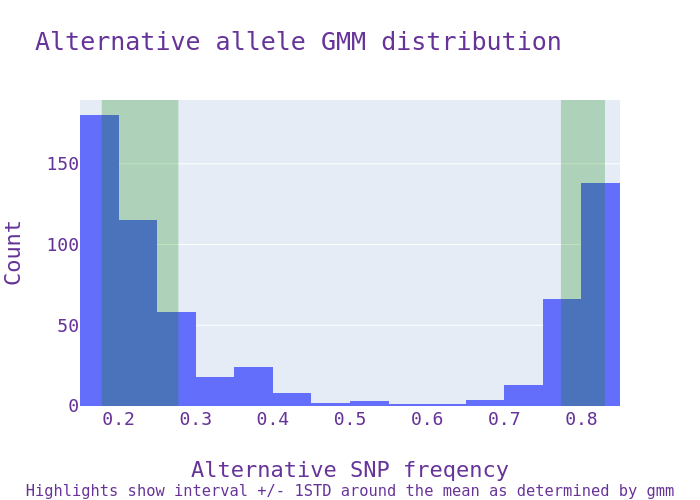 Alternative allele GMM distribution
Count
150
100
50
0
0.2 0.3 0.4 0.5 0.6 0.7 0.8
Alternative SNP freqency
Highlights show interval +/- 1STD around the mean as determined by gmm